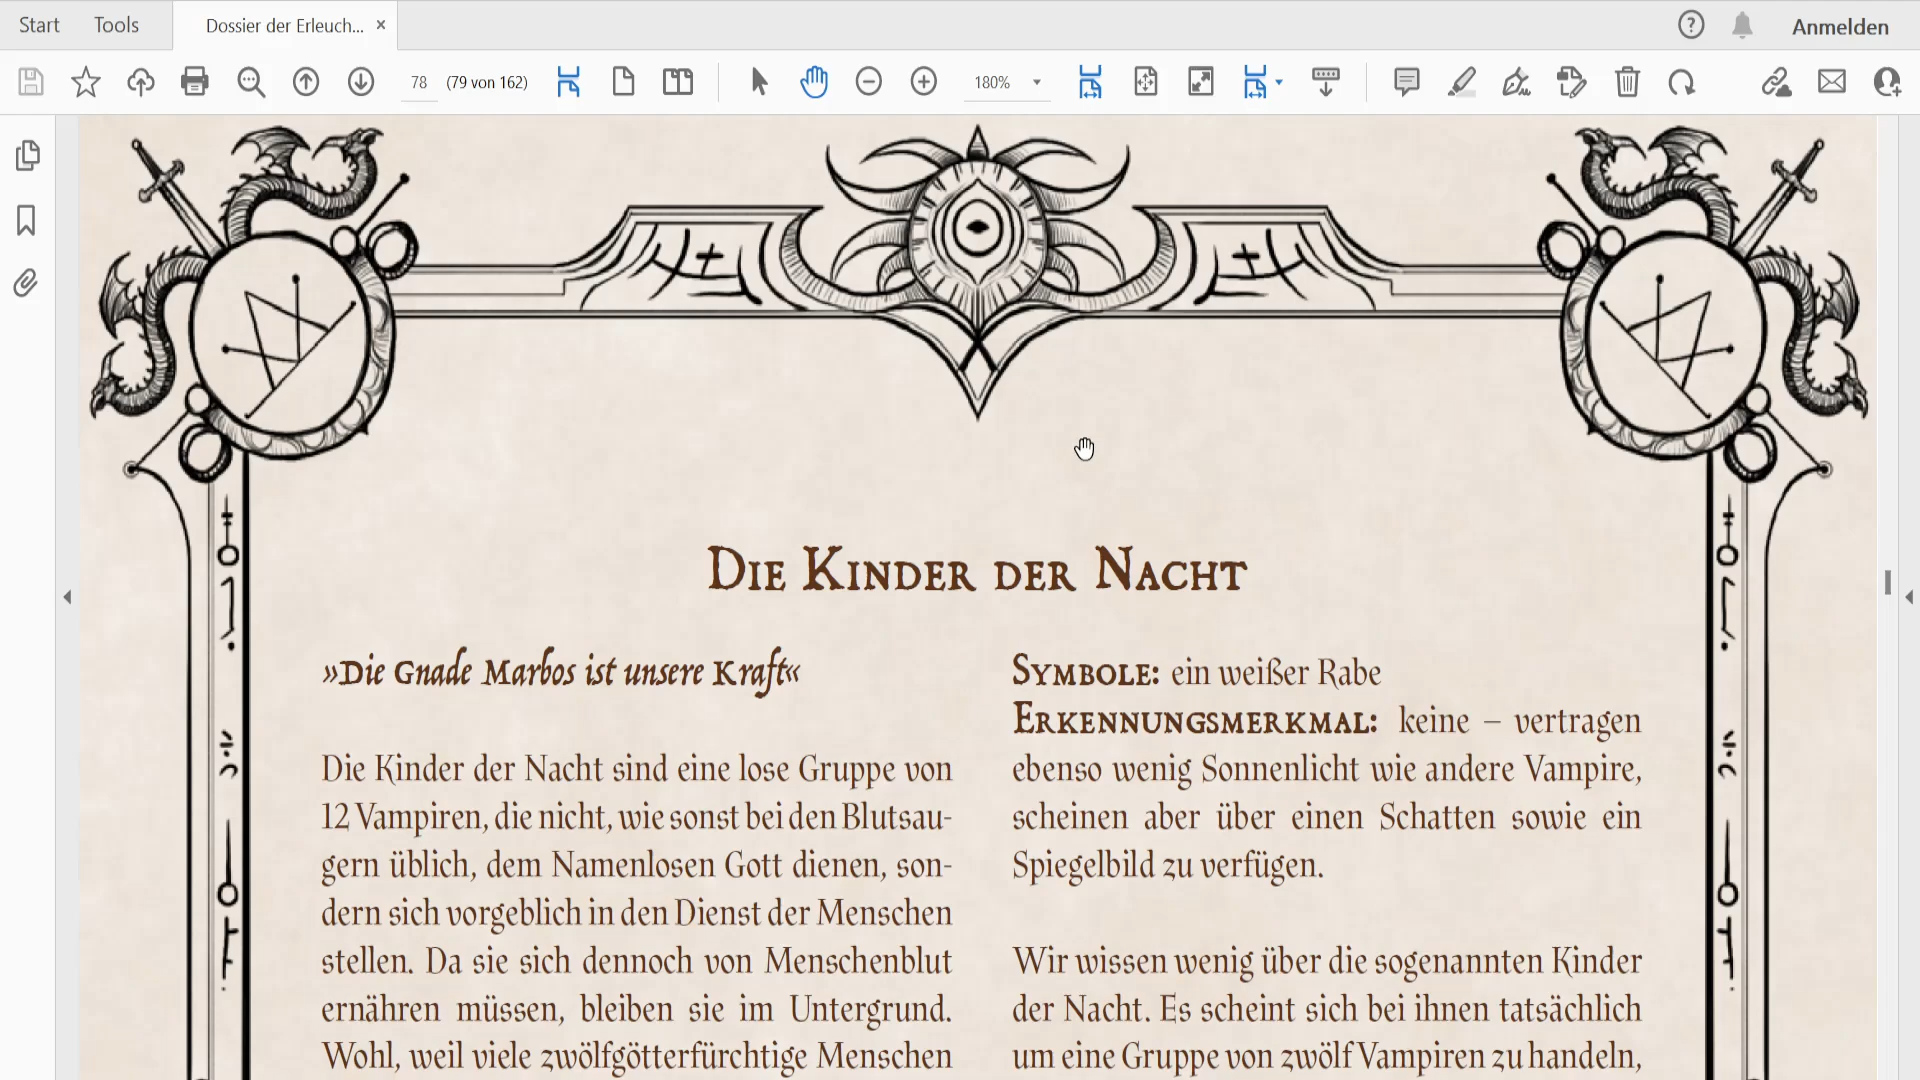 Start Tools Dossier der Erleuch... × Anmelden
78 (79 von 162) 180%
Die Kinder der Nacht
»Die Gnade Marbos ist unsere Kraft«
Die Kinder der Nacht sind eine lose Gruppe von
12 Vampiren, die nicht, wie sonst bei den Blutsau-
gern üblich, dem Namenlosen Gott dienen, son-
dern sich vorgeblich in den Dienst der Menschen
stellen. Da sie sich dennoch von Menschenblut
ernähren müssen, bleiben sie im Untergrund.
Wohl, weil viele zwölfgötterfürchtige Menschen
Symbole: ein weißer Rabe
Erkennungsmerkmal: keine – vertragen
ebenso wenig Sonnenlicht wie andere Vampire,
scheinen aber über einen Schatten sowie ein
Spiegelbild zu verfügen.
Wir wissen wenig über die sogenannten Kinder
der Nacht. Es scheint sich bei ihnen tatsächlich
um eine Gruppe von zwölf Vampiren zu handeln,